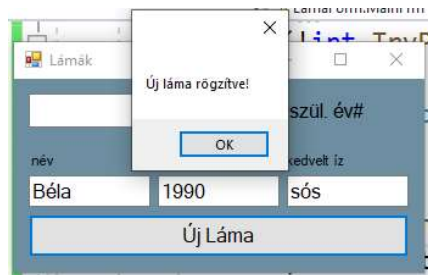 Lámák
Új láma rögzítve!
szül. év#
OK
név
kedvelt íz
Béla
1990
sós
Új Láma